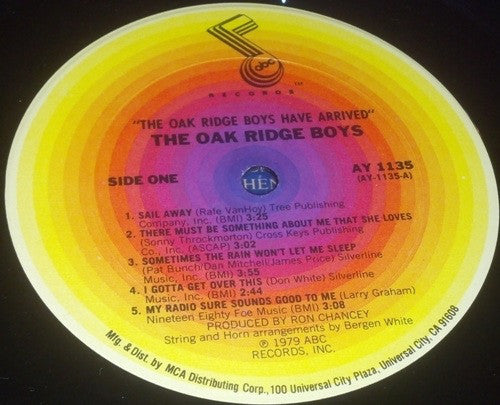 abc
RECORDS
TM
"THE OAK RIDGE BOYS HAVE ARRIVED"
THE OAK RIDGE BOYS
SIDE ONE
AY 1135
(AY-1135-A)
HEN
1. SAIL AWAY (Rafe VanHoy) Tree Publishing
Company, Inc. (BMI) 3:25
2. THERE MUST BE SOMETHING ABOUT ME THAT SHE LOVES
(Sonny Throckmorton) Cross Keys Publishing
Co., Inc. (ASCAP) 3:02
3. SOMETIMES THE RAIN WON'T LET ME SLEEP
(Pat Bunch/Dan Mitchell/James Price) Silverline
Music, Inc. (BMI) 3:55
4. I GOTTA GET OVER THIS (Don White) Silverline
Music, Inc. (BMI) 2:44
5. MY RADIO SURE SOUNDS GOOD TO ME (Larry Graham)
Nineteen Eighty Foe Music (BMI) 3:08
PRODUCED BY RON CHANCEY
String and Horn arrangements by Bergen White
℗ 1979 ABC
RECORDS, INC.
Mfg. & Dist. by MCA Distributing Corp., 100 Universal City Plaza, Universal City, CA 91608